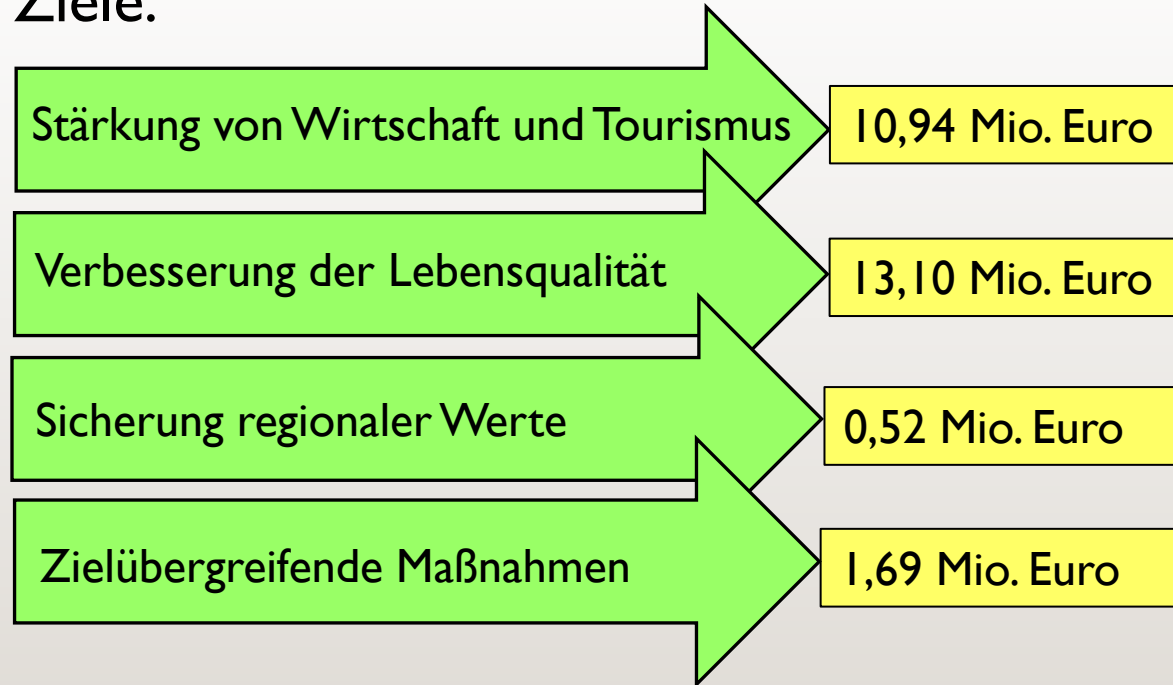 Ziele:
Stärkung von Wirtschaft und Tourismus
10,94 Mio. Euro
Verbesserung der Lebensqualität
13,10 Mio. Euro
Sicherung regionaler Werte
0,52 Mio. Euro
Zielübergreifende Maßnahmen
1,69 Mio. Euro